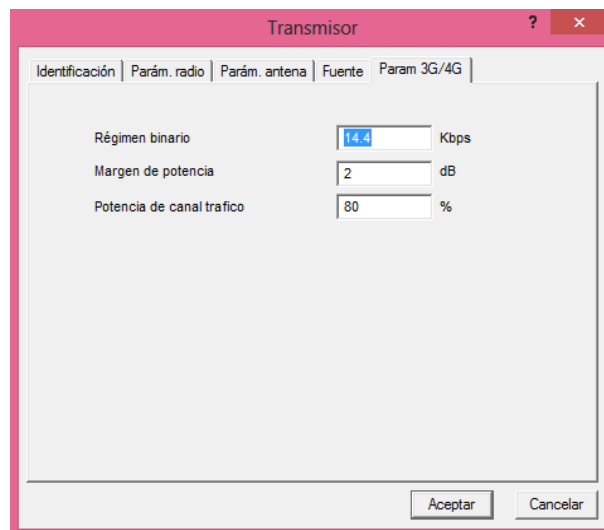 Transmisor ? ×
Identificación Parám. radio Parám. antena Fuente Param 3G/4G
Régimen binario 14.4 Kbps
Margen de potencia 2 dB
Potencia de canal trafico 80 %
Aceptar Cancelar